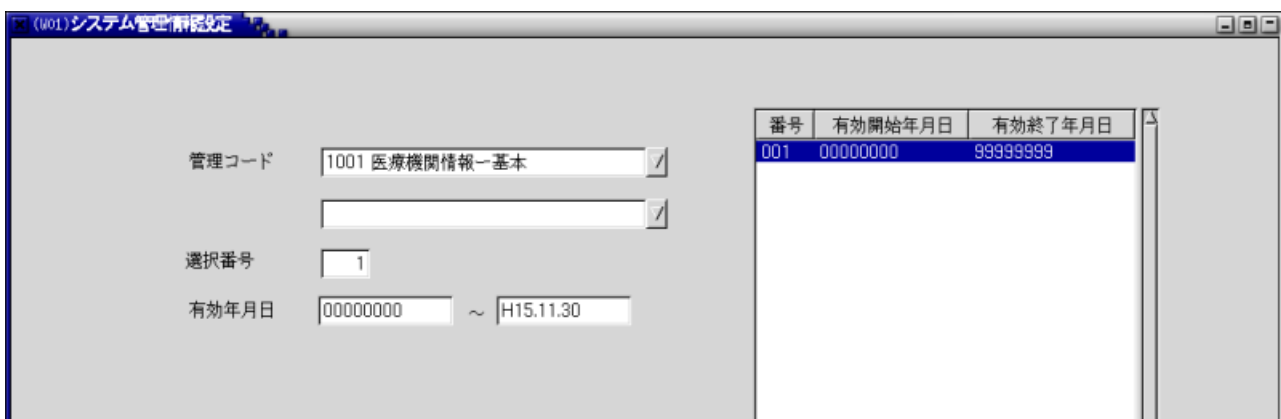 (W01)システム管理情報設定
管理コード 1001 医療機関情報ー基本
選択番号 1
有効年月日 00000000 ~ H15.11.30
番号 有効開始年月日 有効終了年月日
001 00000000 99999999